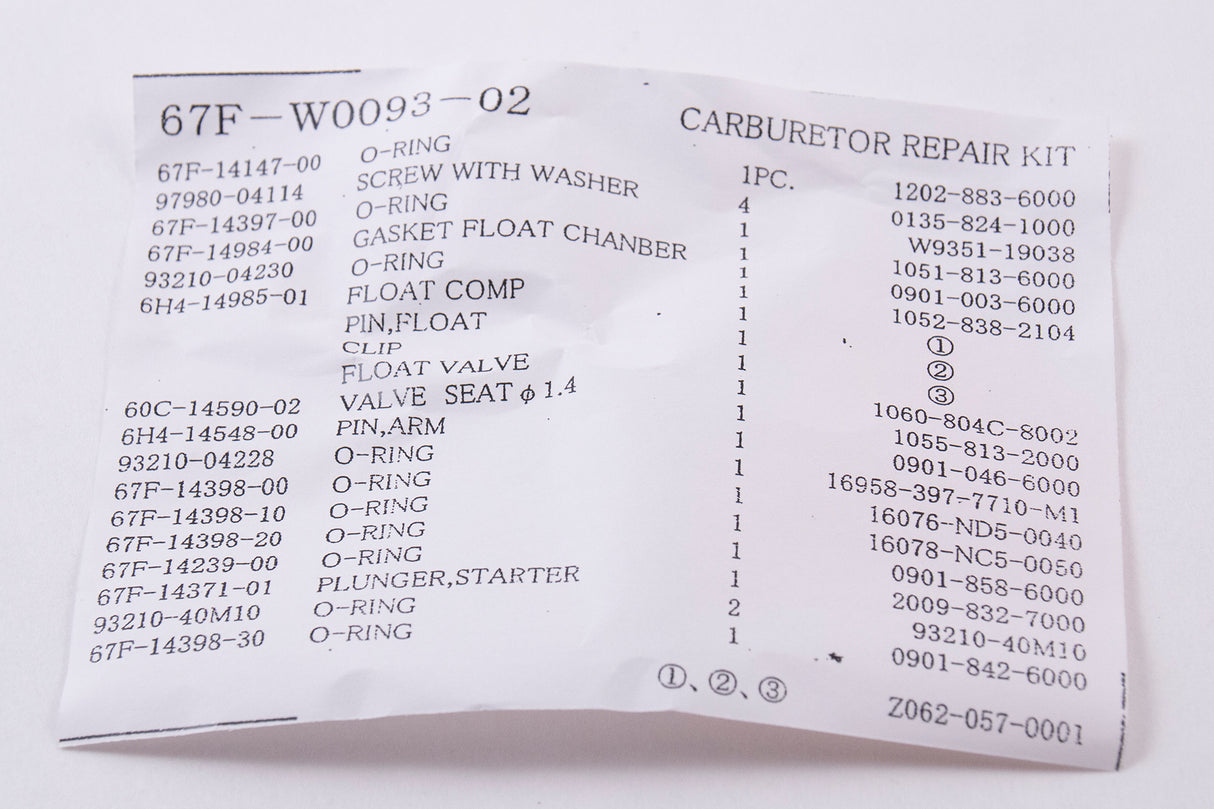 67F-W0093-02 CARBURETOR REPAIR KIT
67F-14147-00 O-RING 1PC. 1202-883-6000
97980-04114 SCREW WITH WASHER 4 0135-824-1000
67F-14397-00 O-RING 1 W9351-19038
67F-14984-00 GASKET FLOAT CHANBER 1 1051-813-6000
93210-04230 O-RING 1 0901-003-6000
6H4-14985-01 FLOAT COMP 1 1052-838-2104
PIN,FLOAT 1 ①
CLIP 1 ②
FLOAT VALVE 1 ③
60C-14590-02 VALVE SEAT φ1.4 1 1060-804C-8002
6H4-14548-00 PIN,ARM 1 1055-813-2000
93210-04228 O-RING 1 0901-046-6000
67F-14398-00 O-RING 1 16958-397-7710-M1
67F-14398-10 O-RING 1 16076-ND5-0040
67F-14398-20 O-RING 1 16078-NC5-0050
67F-14239-00 O-RING 1 0901-858-6000
67F-14371-01 PLUNGER,STARTER 1 2009-832-7000
93210-40M10 O-RING 2 93210-40M10
67F-14398-30 O-RING 1 0901-842-6000
①、②、③ Z062-057-0001